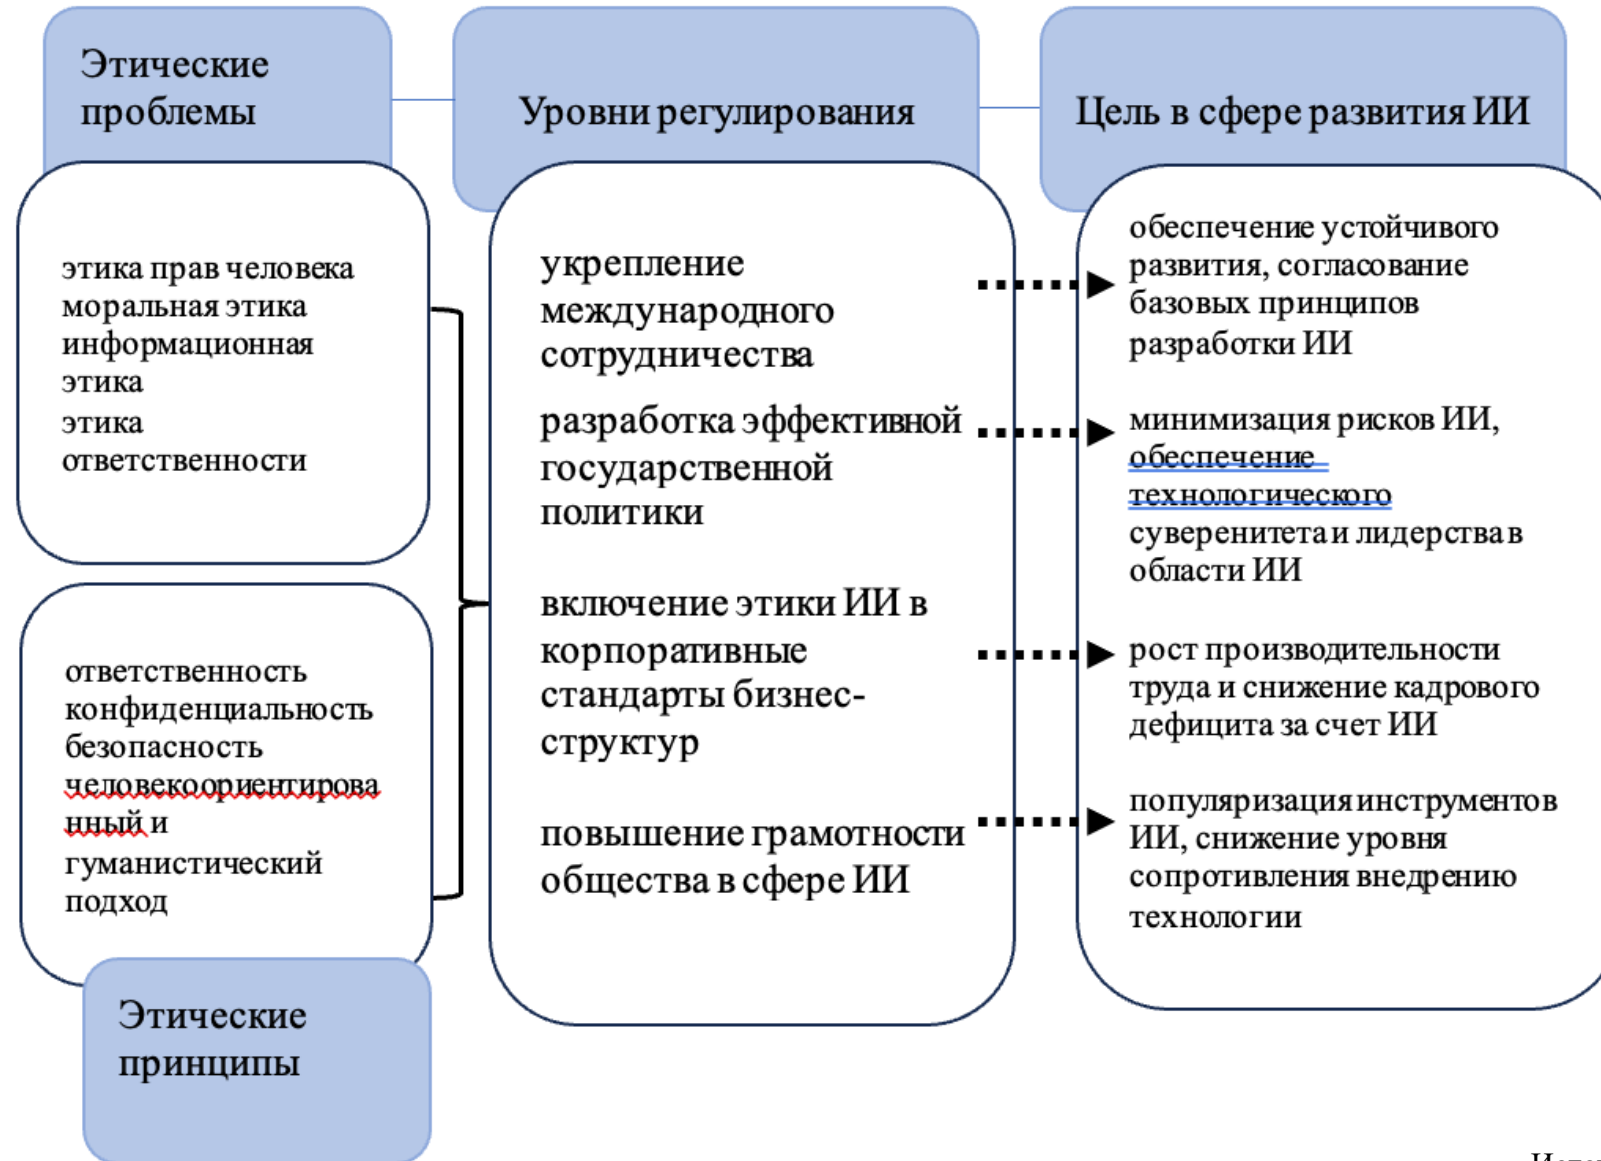 Этические
проблемы
Уровни регулирования
Цель в сфере развития ИИ
этика прав человека
моральная этика
информационная
этика
этика
ответственности
ответственность
конфиденциальность
безопасность
человекоориентирова
нный и
гуманистический
подход
Этические
принципы
укрепление
международного
сотрудничества
разработка эффективной
государственной
политики
включение этики ИИ в
корпоративные
стандарты бизнес-
структур
повышение грамотности
общества в сфере ИИ
обеспечение устойчивого
развития, согласование
базовых принципов
разработки ИИ
минимизация рисков ИИ,
обеспечение
технологического
суверенитета и лидерства в
области ИИ
рост производительности
труда и снижение кадрового
дефицита за счет ИИ
популяризация инструментов
ИИ, снижение уровня
сопротивления внедрению
технологии